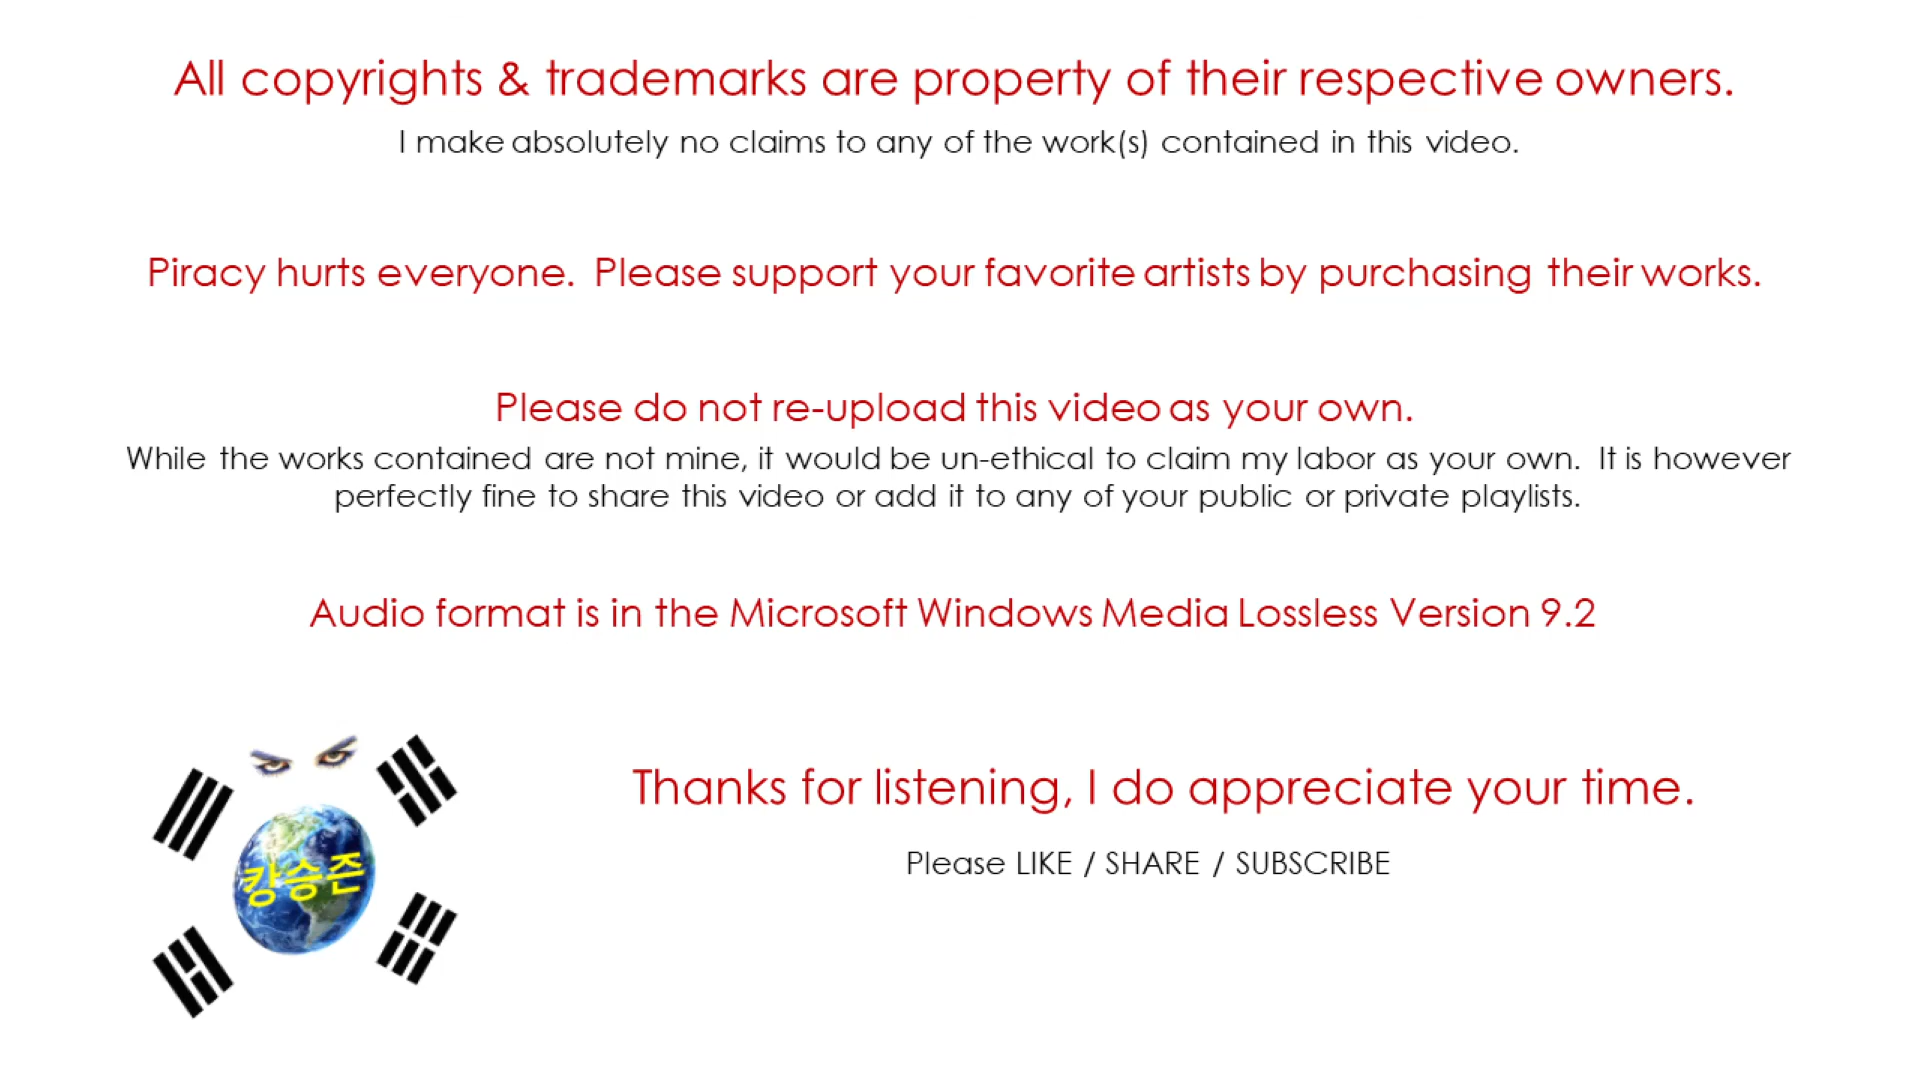 All copyrights & trademarks are property of their respective owners.
I make absolutely no claims to any of the work(s) contained in this video.
Piracy hurts everyone.  Please support your favorite artists by purchasing their works.
Please do not re-upload this video as your own.
While the works contained are not mine, it would be un-ethical to claim my labor as your own.  It is however
perfectly fine to share this video or add it to any of your public or private playlists.
Audio format is in the Microsoft Windows Media Lossless Version 9.2
Thanks for listening, I do appreciate your time.
Please LIKE / SHARE / SUBSCRIBE
캉승존